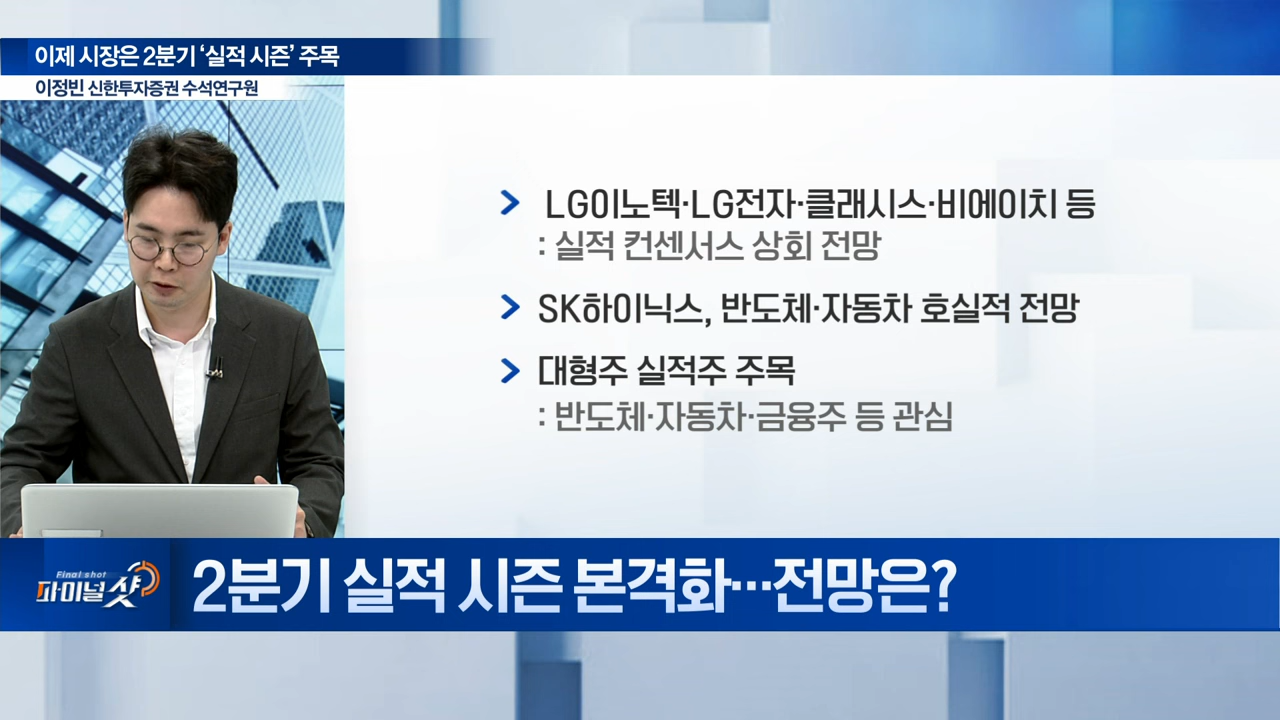 이제 시장은 2분기 ‘실적 시즌’ 주목
이정빈 신한투자증권 수석연구원
LG이노텍·LG전자·클래시스·비에이치 등
: 실적 컨센서스 상회 전망
SK하이닉스, 반도체·자동차 호실적 전망
대형주 실적주 주목
: 반도체·자동차·금융주 등 관심
Final shot
파이널샷
2분기 실적 시즌 본격화…전망은?